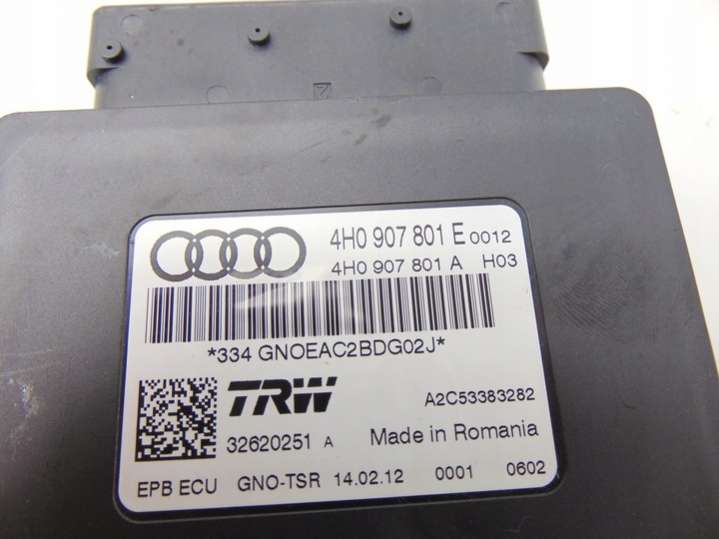 4H0 907 801 E 0012
4H0 907 801 A H03
*334 GNOEAC2BDG02J*
TRW
A2C53383282
32620251 A Made in Romania
EPB ECU GNO-TSR 14.02.12 0001 0602